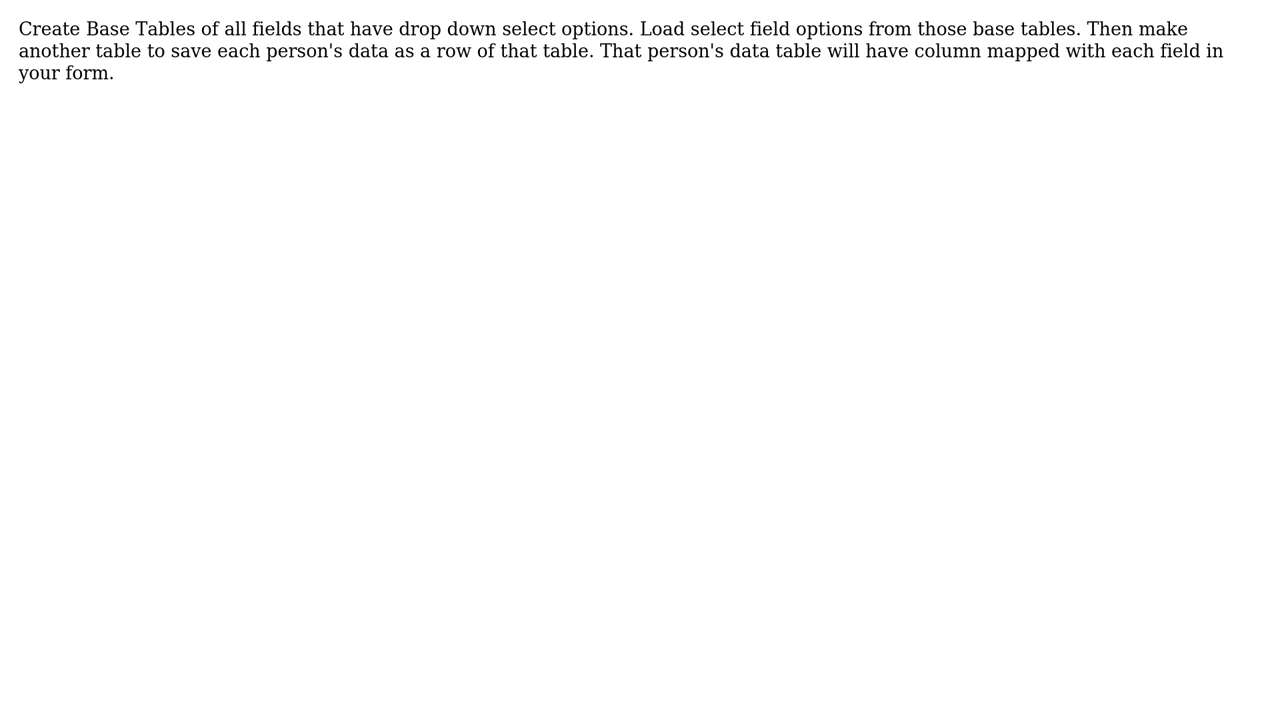 Create Base Tables of all fields that have drop down select options. Load select field options from those base tables. Then make
another table to save each person's data as a row of that table. That person's data table will have column mapped with each field in
your form.